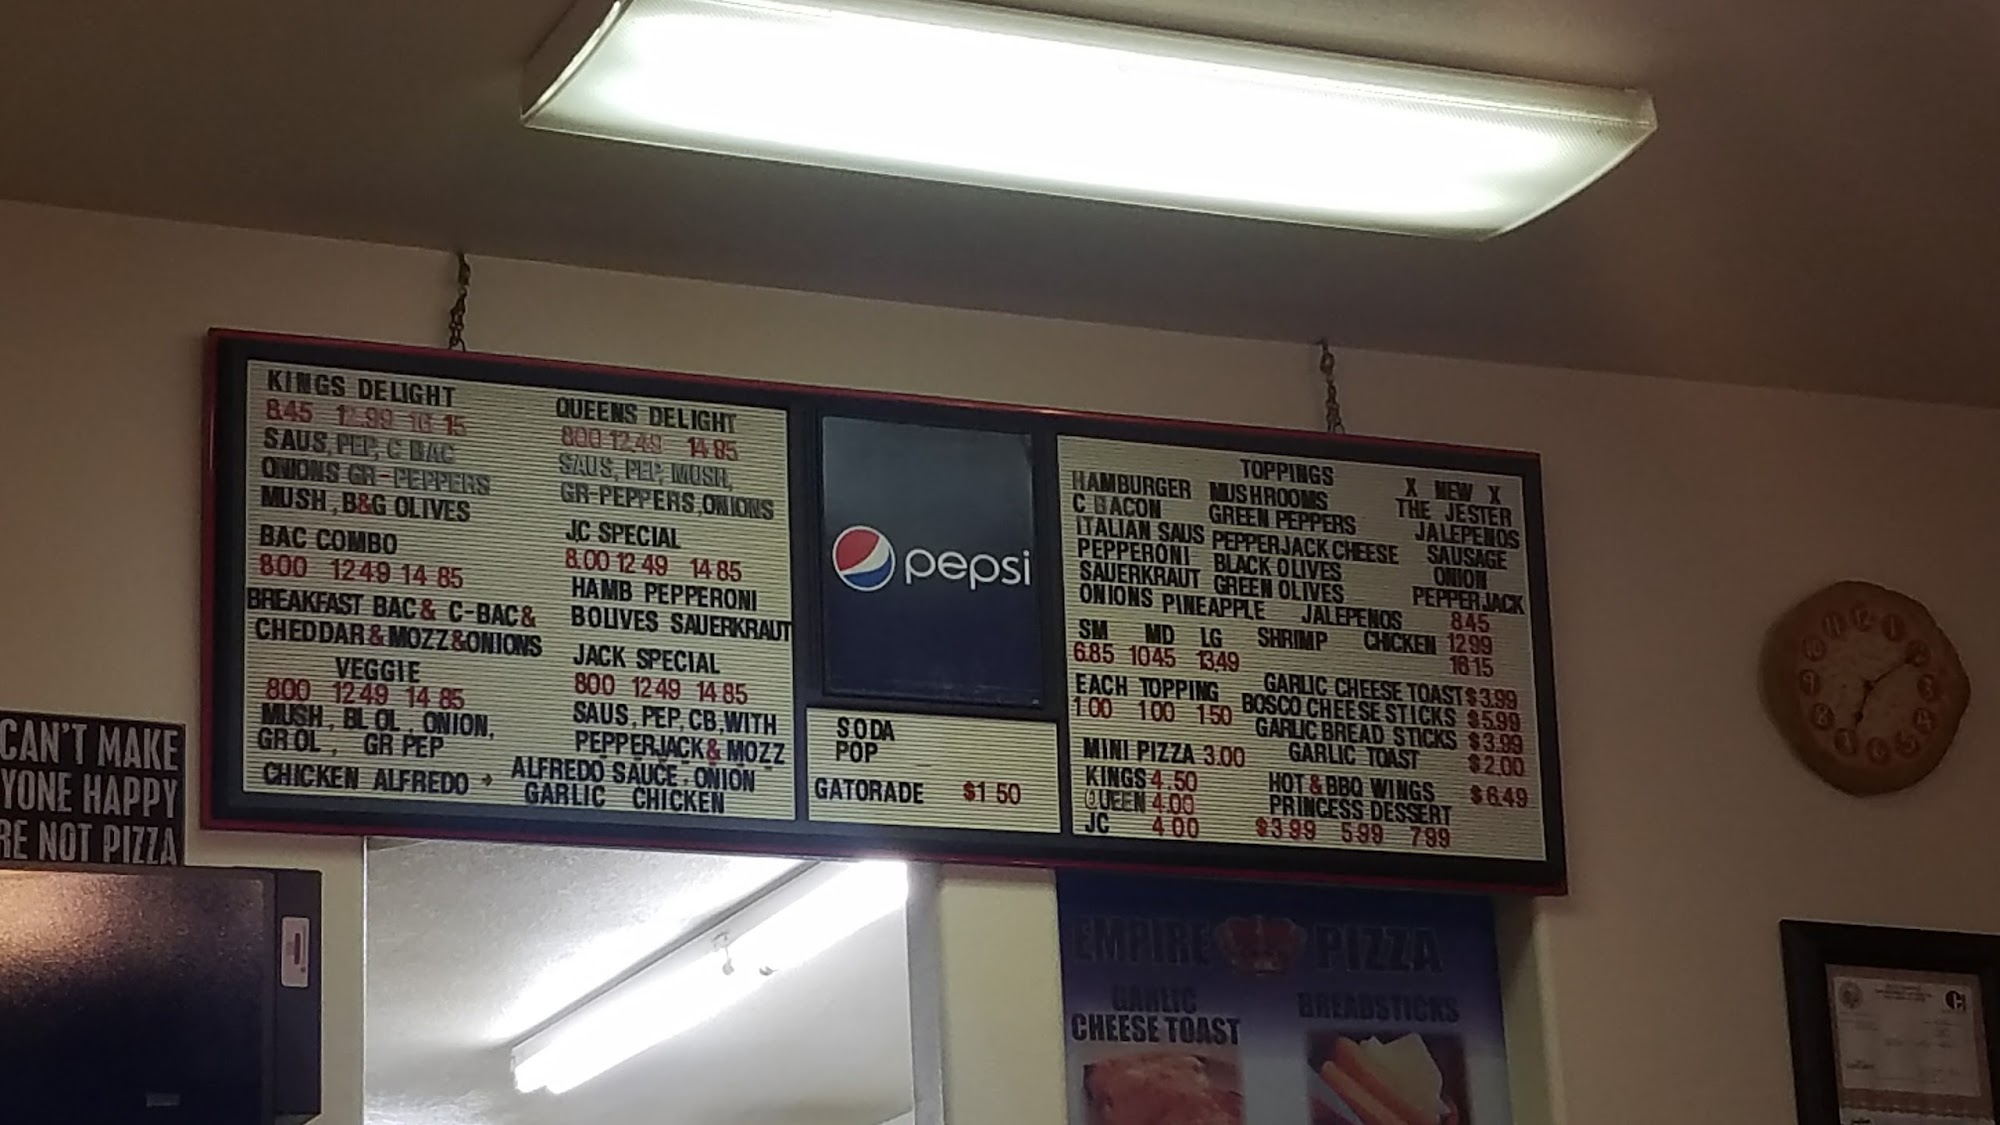 KINGS DELIGHT
8.45 12.99 16 15
SAUS, PEP, C BAC
ONIONS GR-PEPPERS
MUSH, B&G OLIVES
BAC COMBO
8.00 12 49 14 85
BREAKFAST BAC& C-BAC&
CHEDDAR&MOZZ&ONIONS
VEGGIE
8.00 12.49 14 85
MUSH, BL OL, ONION,
GR OL, GR PEP
CHICKEN ALFREDO
QUEENS DELIGHT
8.00 12.49 14 85
SAUS, PEP, MUSH,
GR-PEPPERS, ONIONS
JC SPECIAL
8.00 12 49 14 85
HAMB PEPPERONI
B OLIVES SAUERKRAUT
JACK SPECIAL
8.00 12 49 14 85
SAUS, PEP, CB, WITH
PEPPERJACK& MOZZ
ALFREDO SAUCE, ONION
GARLIC CHICKEN
pepsi
SODA
POP
GATORADE $1 50
TOPPINGS
HAMBURGER MUSHROOMS
C BACON GREEN PEPPERS
ITALIAN SAUS PEPPERJACK CHEESE
PEPPERONI BLACK OLIVES
SAUERKRAUT GREEN OLIVES
ONIONS PINEAPPLE JALEPENOS
SM MD LG SHRIMP CHICKEN
6.85 10.45 13.49
X NEW X
THE JESTER
JALEPENOS
SAUSAGE
ONION
PEPPERJACK
8.45
12.99
16 15
EACH TOPPING
1.00 1.00 1.50
MINI PIZZA 3.00
KINGS 4.50
QUEEN 4.00
JC 4 00
GARLIC CHEESE TOAST $3.99
BOSCO CHEESE STICKS $5.99
GARLIC BREAD STICKS $3.99
GARLIC TOAST $2.00
HOT & BBQ WINGS $6.49
PRINCESS DESSERT
$3 99 5 99 7 99
CAN'T MAKE
YONE HAPPY
RE NOT PIZZA
EMPIRE PIZZA
GARLIC
CHEESE TOAST
BREADSTICKS